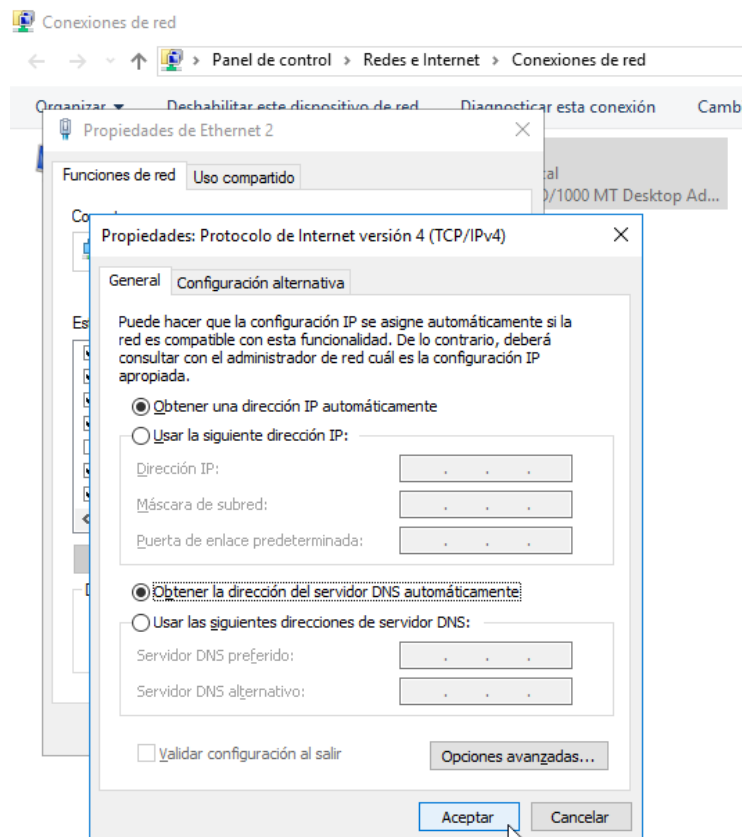 Conexiones de red
Panel de control > Redes e Internet > Conexiones de red
Organizar Deshabilitar este dispositivo de red Diagnosticar esta conexión Camb
Propiedades de Ethernet 2
Funciones de red Uso compartido
0/1000 MT Desktop Ad...
Propiedades: Protocolo de Internet versión 4 (TCP/IPv4)
General Configuración alternativa
Puede hacer que la configuración IP se asigne automáticamente si la
red es compatible con esta funcionalidad. De lo contrario, deberá
consultar con el administrador de red cuál es la configuración IP
apropiada.
Obtener una dirección IP automáticamente
Usar la siguiente dirección IP:
Dirección IP:
Máscara de subred:
Puerta de enlace predeterminada:
Obtener la dirección del servidor DNS automáticamente
Usar las siguientes direcciones de servidor DNS:
Servidor DNS preferido:
Servidor DNS alternativo:
Validar configuración al salir
Opciones avanzadas...
Aceptar Cancelar